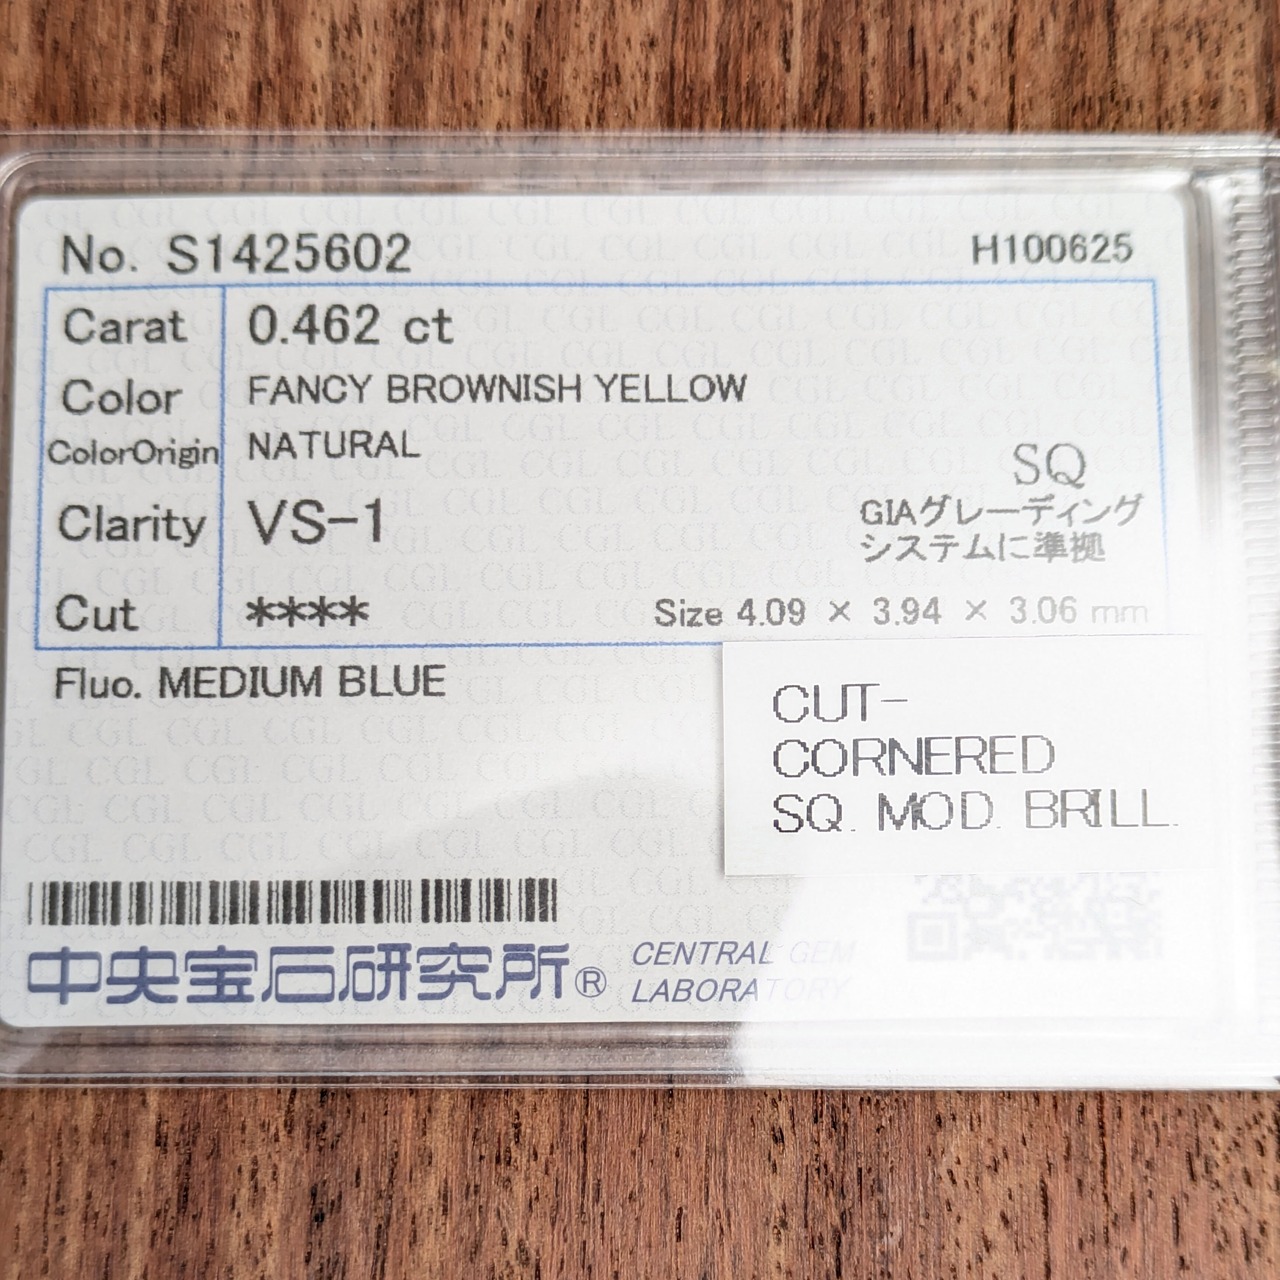 No. S1425602
H100625
Carat 0.462 ct
Color FANCY BROWNISH YELLOW
ColorOrigin NATURAL
SQ
Clarity VS-1
GIAグレーディング
システムに準拠
Cut ****
Size 4.09 × 3.94 × 3.06 mm
Fluo. MEDIUM BLUE
CUT-
CORNERED
SQ. MOD. BRILL.
中央宝石研究所®
CENTRAL GEM
LABORATORY